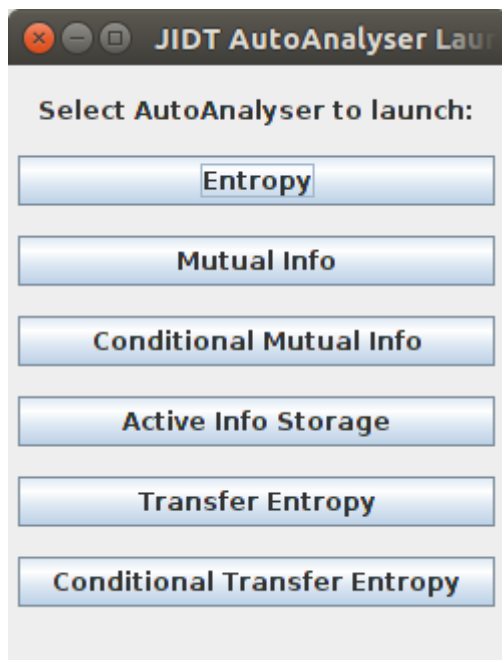 JIDT AutoAnalyser Laun
Select AutoAnalyser to launch:
Entropy
Mutual Info
Conditional Mutual Info
Active Info Storage
Transfer Entropy
Conditional Transfer Entropy